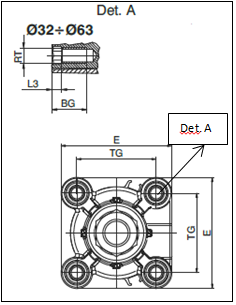 Det. A
Ø32÷Ø63
RT
L3
BG
E
TG
Det. A
TG
E